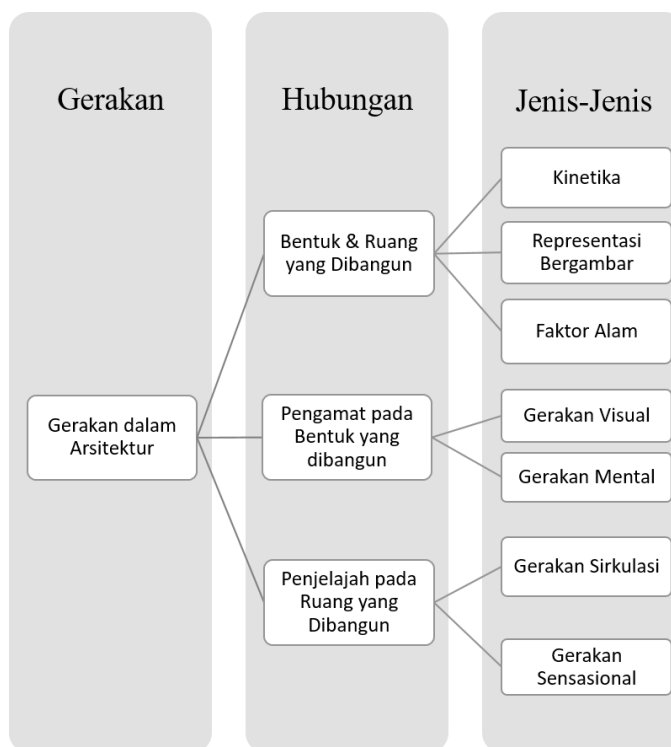 Gerakan
Hubungan
Jenis-Jenis
Gerakan dalam
Arsitektur
Bentuk & Ruang
yang Dibangun
Pengamat pada
Bentuk yang
dibangun
Penjelajah pada
Ruang yang
Dibangun
Kinetika
Representasi
Bergambar
Faktor Alam
Gerakan Visual
Gerakan Mental
Gerakan Sirkulasi
Gerakan
Sensasional